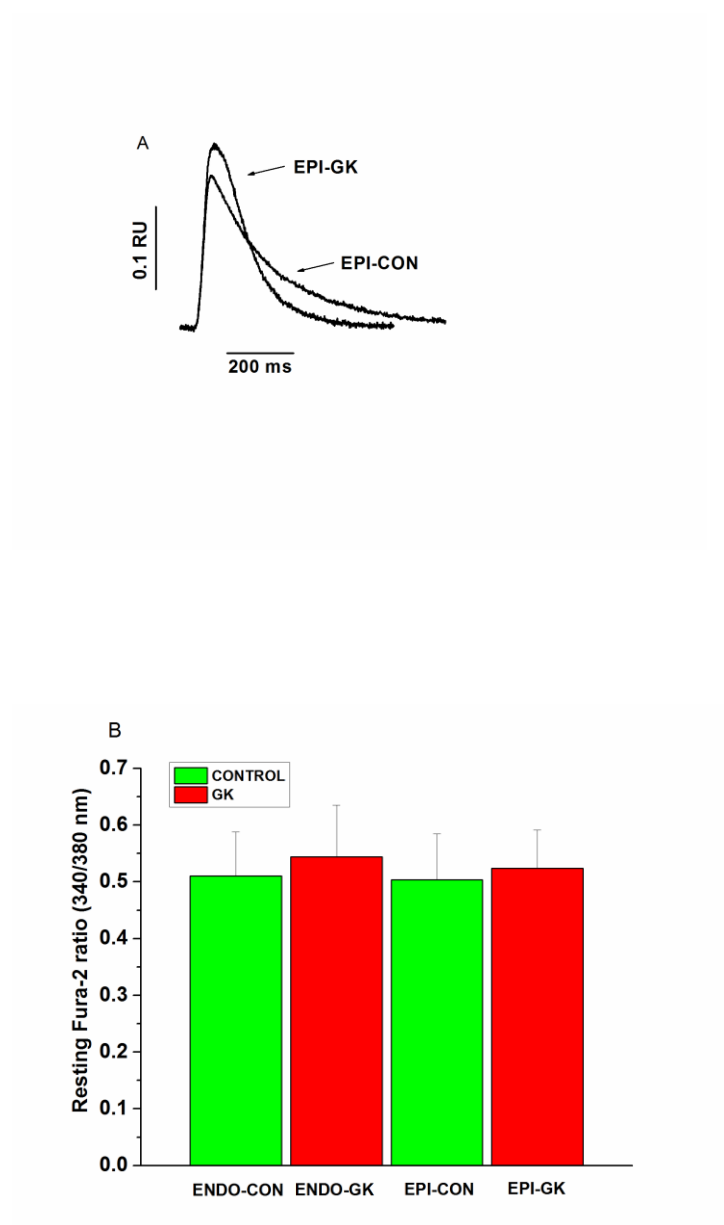 A
EPI-GK
0.1 RU
EPI-CON
200 ms
B
CONTROL
GK
Resting Fura-2 ratio (340/380 nm)
0.7
0.6
0.5
0.4
0.3
0.2
0.1
0.0
ENDO-CON ENDO-GK EPI-CON EPI-GK